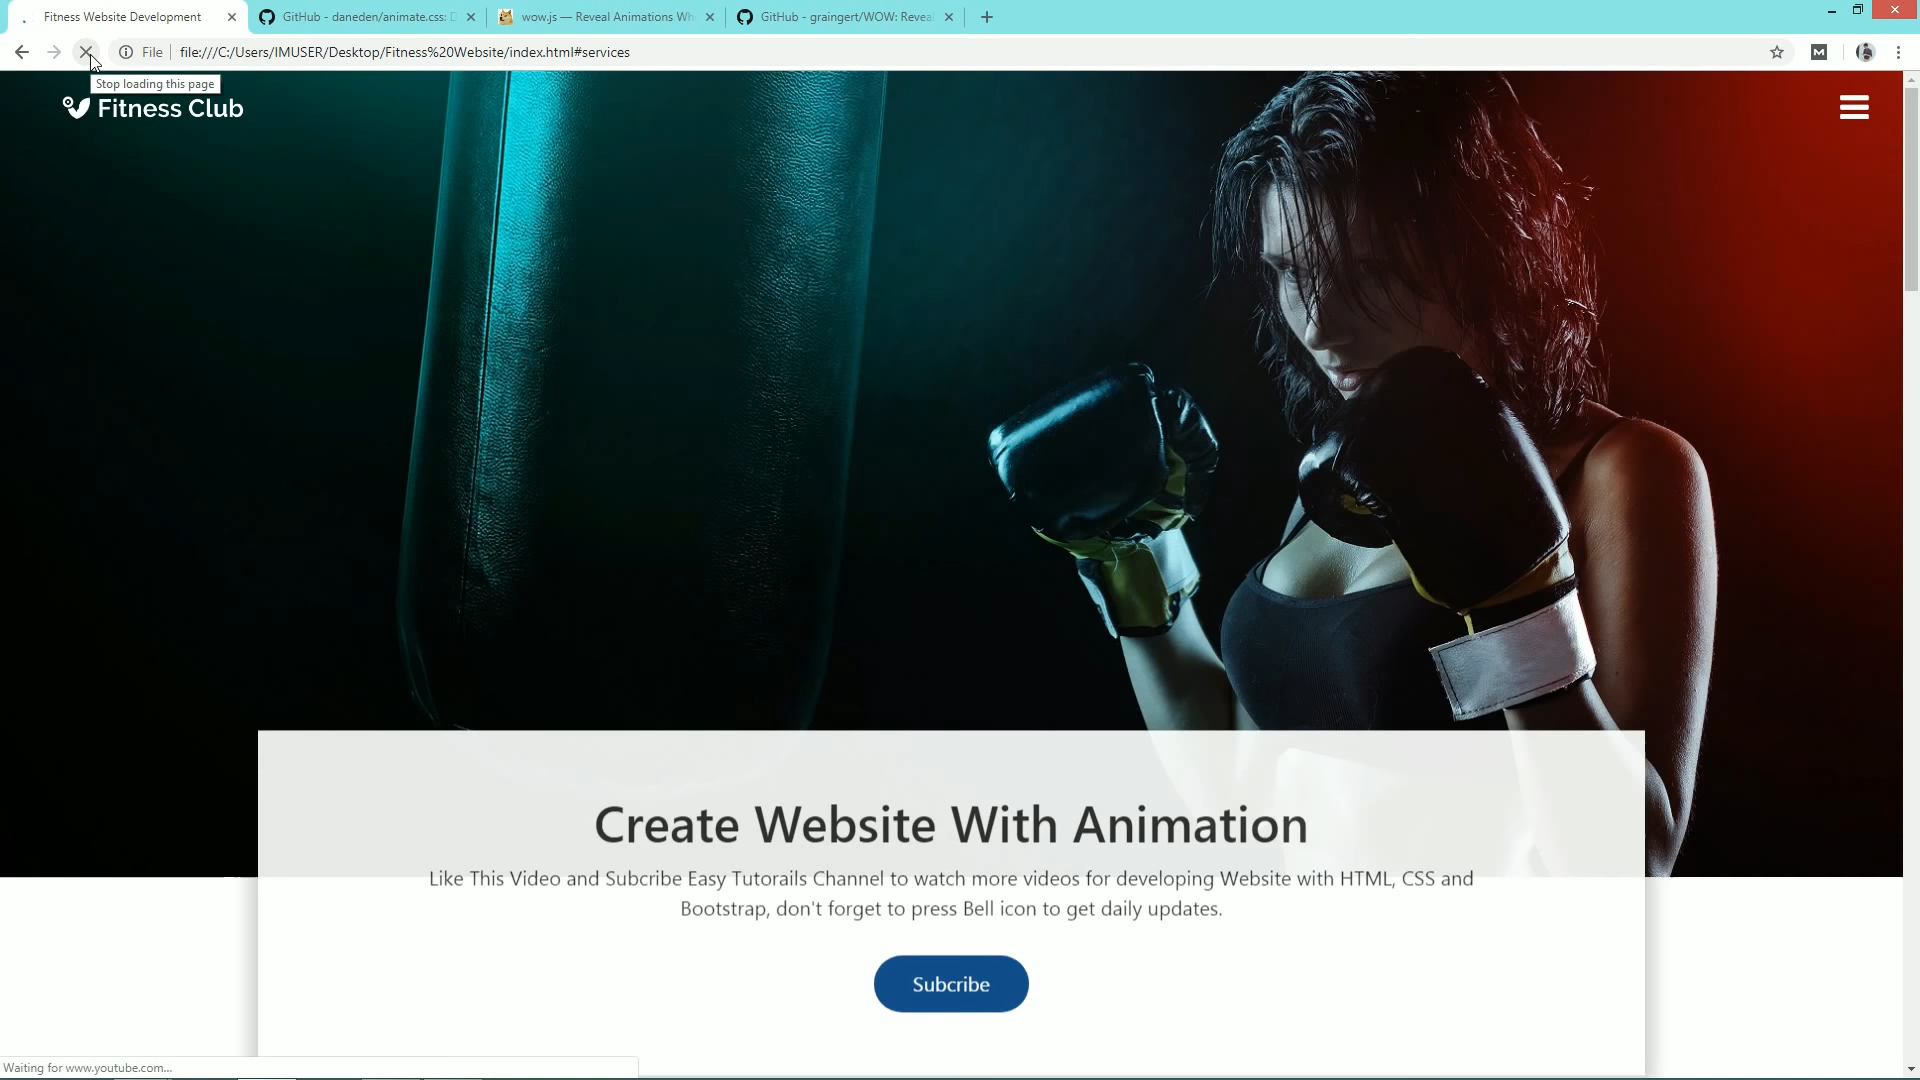 Fitness Website Development
GitHub - daneden/animate.css: D
wow.js — Reveal Animations Wh
GitHub - graingert/WOW: Reveal
File
file:///C:/Users/IMUSER/Desktop/Fitness%20Website/index.html#services
M
Stop loading this page
Fitness Club
Create Website With Animation
Like This Video and Subcribe Easy Tutorails Channel to watch more videos for developing Website with HTML, CSS and
Bootstrap, don't forget to press Bell icon to get daily updates.
Subcribe
Waiting for www.youtube.com...